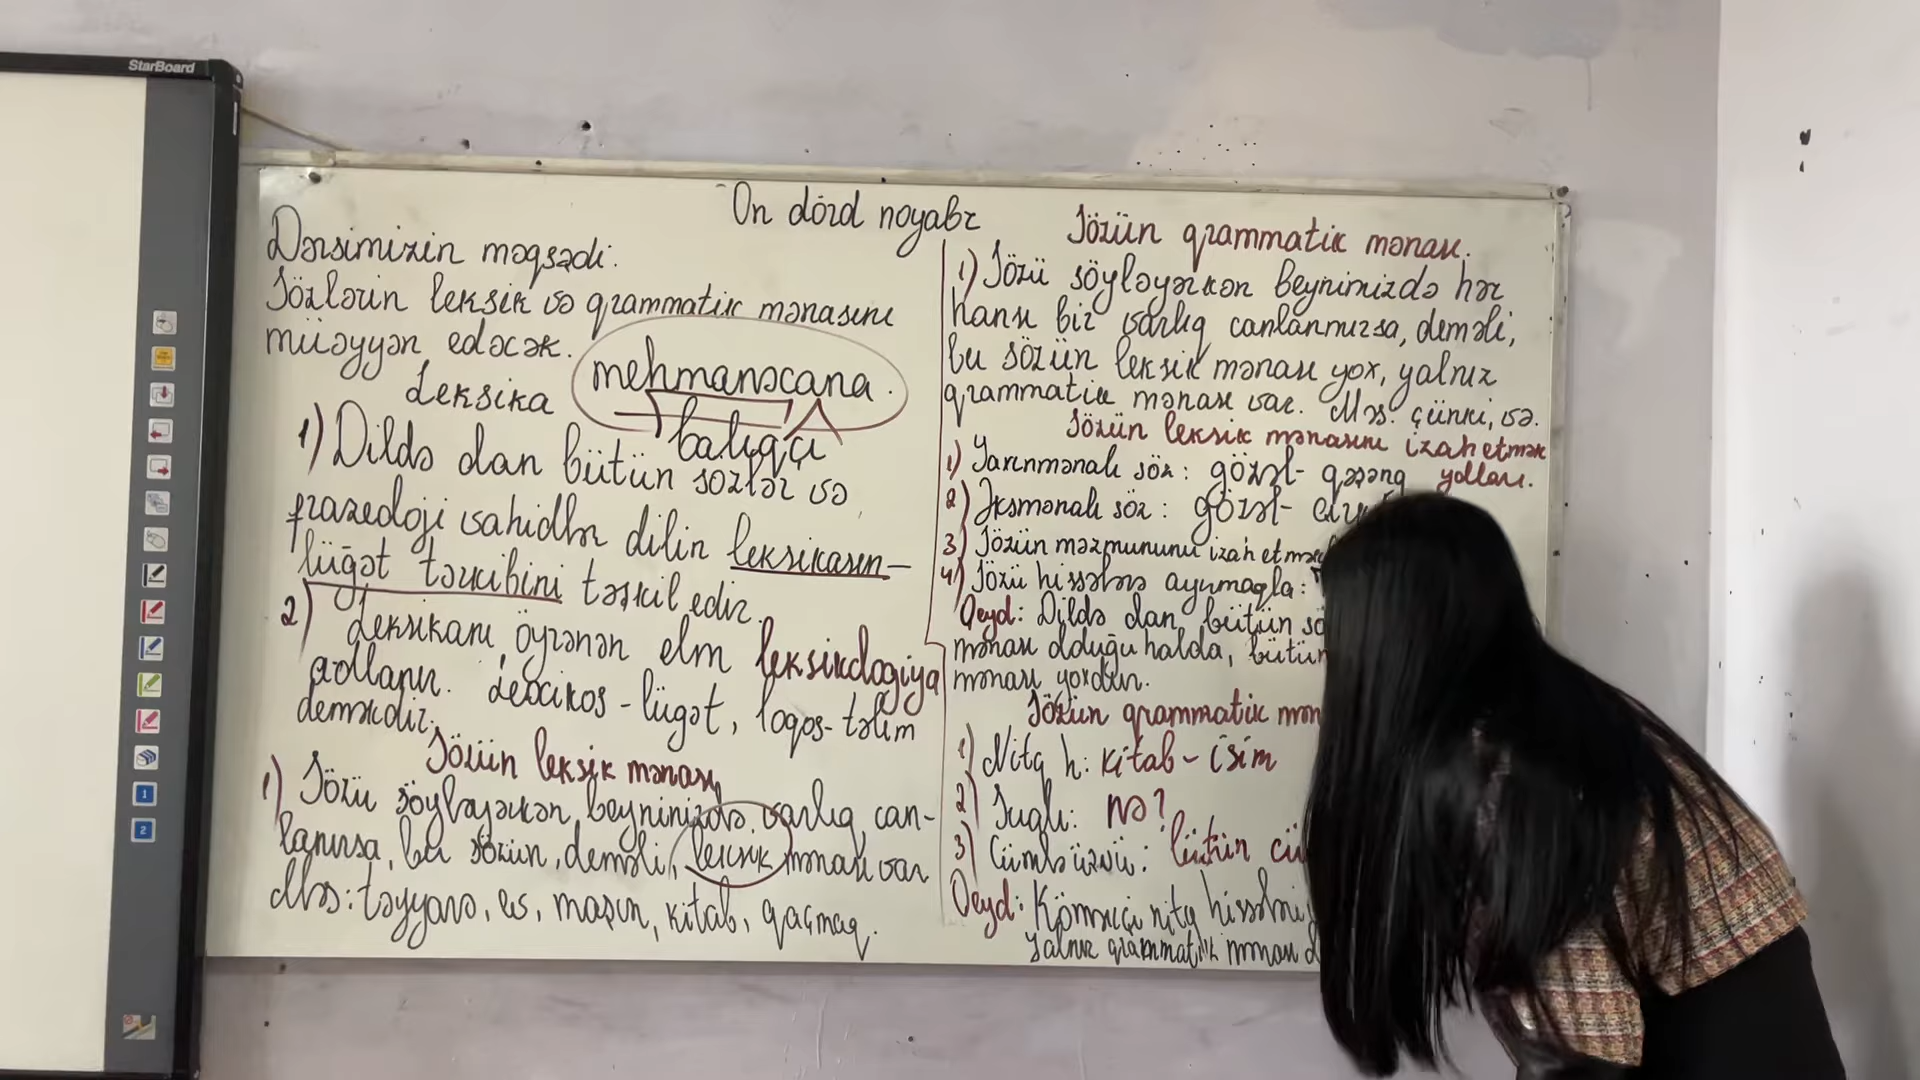 StarBoard
On dörd noyabr
Dərsimizin məqsədi:
Sözlərin leksik və qrammatik mənasını
müəyyən edəcək.
mehmanəcana.
Leksika
balıqçı
1) Dildə olan bütün sözlər və
frazeoloji vahidlər dilin leksikasın-
lüğət tərkibini təşkil edir.
2) Leksikanı öyrənən elm leksikologiya
adlanır. Lexikos - lüğət, loqos - təlim
deməkdir.
Sözün leksik mənası
1) Sözü söyləyərkən beynimizdə varlıq can-
lanırsa, bu sözün, deməli, leksik mənası var
Məs: təyyarə, ev, maşın, kitab, qaçmaq.
Sözün qrammatik mənası.
1) Sözü söyləyərkən beynimizdə hər
hansı bir varlıq canlanmırsa, deməli,
bu sözün leksik mənası yox, yalnız
qrammatik mənası var. Məs: çünki, və.
Sözün leksik mənasını izah etmək
yolları.
1) Yaxınmənalı söz: gözəl - qəşəng
2) Əksmənalı söz: gözəl -
3) Sözün məzmununu izah
4) Sözü hissələrə ayırmaqla:
Qeyd: Dildə olan bütün
mənası olduğu halda, bütün
mənası yoxdur.
Sözün qrammatik
1) Nitq h: kitab - isim
2) Sualı: Nə?
3) Cümlə üzvü: bütün
Qeyd: Köməkçi nitq
Yalnız qrammatik mənası
1
2